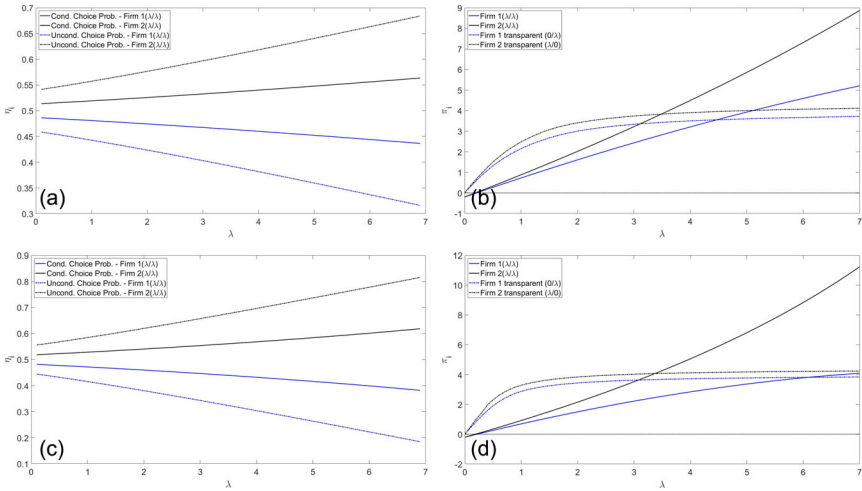 Cond. Choice Prob. - Firm 1(λ/λ)
Cond. Choice Prob. - Firm 2(λ/λ)
Uncond. Choice Prob. - Firm 1(λ/λ)
Uncond. Choice Prob. - Firm 2(λ/λ)
0.7
0.65
0.6
0.55
0.5
0.45
0.4
0.35
0.3
η_i
(a)
0 1 2 3 4 5 6 7
λ
Firm 1(λ/λ)
Firm 2(λ/λ)
Firm 1 transparent (0/λ)
Firm 2 transparent (λ/0)
9
8
7
6
5
4
3
2
1
0
-1
π_i
(b)
0 1 2 3 4 5 6 7
λ
Cond. Choice Prob. - Firm 1(λ/λ)
Cond. Choice Prob. - Firm 2(λ/λ)
Uncond. Choice Prob. - Firm 1(λ/λ)
Uncond. Choice Prob. - Firm 2(λ/λ)
0.9
0.8
0.7
0.6
0.5
0.4
0.3
0.2
0.1
η_i
(c)
0 1 2 3 4 5 6 7
λ
Firm 1(λ/λ)
Firm 2(λ/λ)
Firm 1 transparent (0/λ)
Firm 2 transparent (λ/0)
12
10
8
6
4
2
0
-2
π_i
(d)
0 1 2 3 4 5 6 7
λ